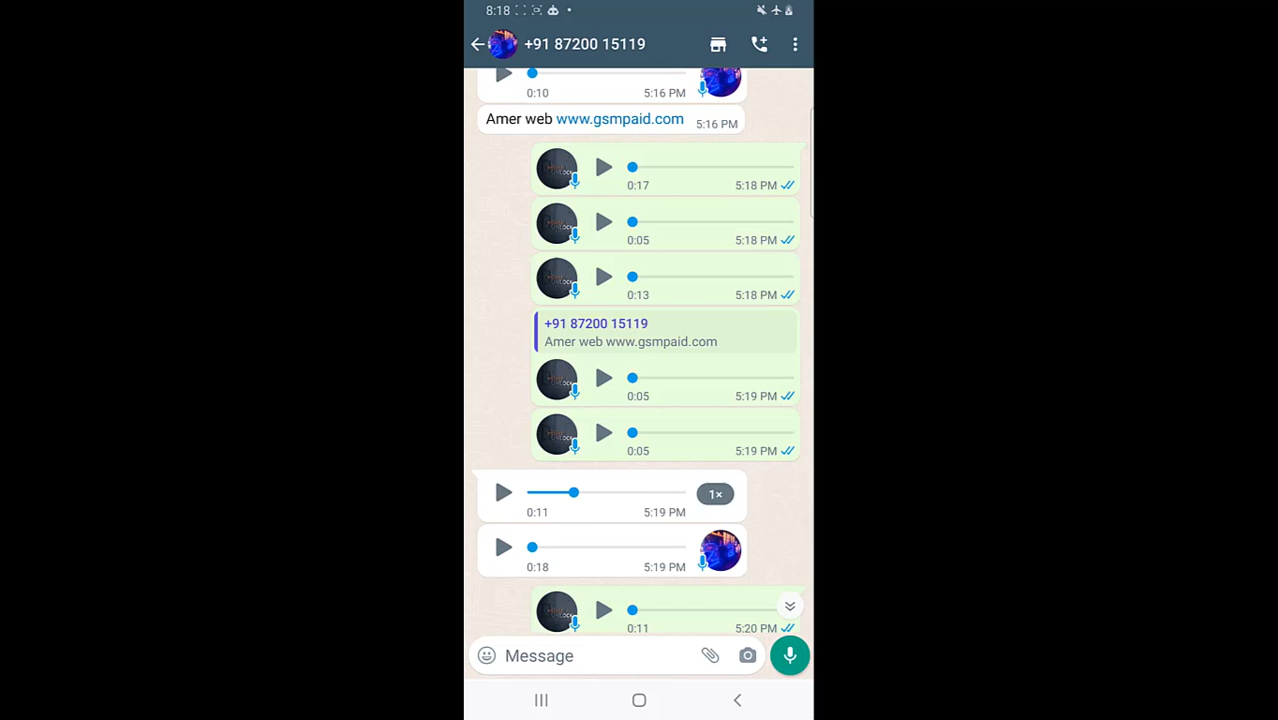 8:18
+91 87200 15119
0:10 5:16 PM
Amer web www.gsmpaid.com 5:16 PM
0:17 5:18 PM
0:05 5:18 PM
0:13 5:18 PM
+91 87200 15119
Amer web www.gsmpaid.com
0:05 5:19 PM
0:05 5:19 PM
1×
0:11 5:19 PM
0:18 5:19 PM
0:11 5:20 PM
Message